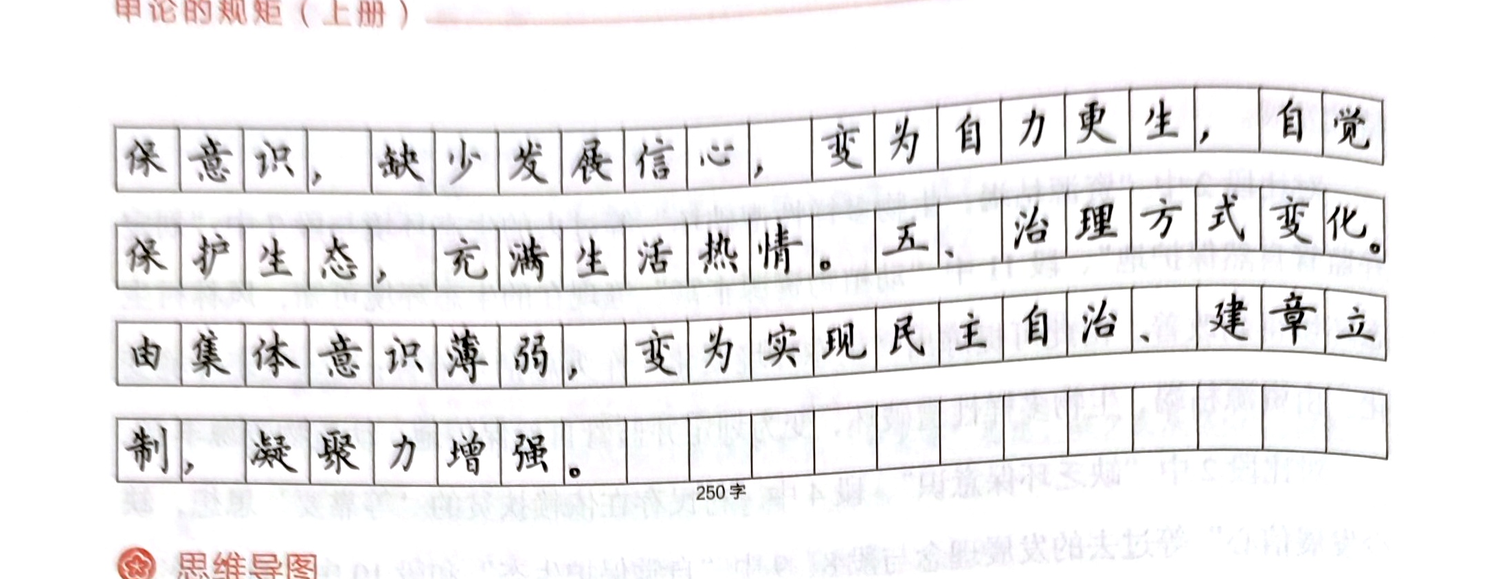 申论的规矩（上册）
保意识，缺少发展信心，变为自力更生，自觉
保护生态，充满生活热情。五、治理方式变化。
由集体意识薄弱，变为实现民主自治、建章立
制，凝聚力增强。
250字
思维导图